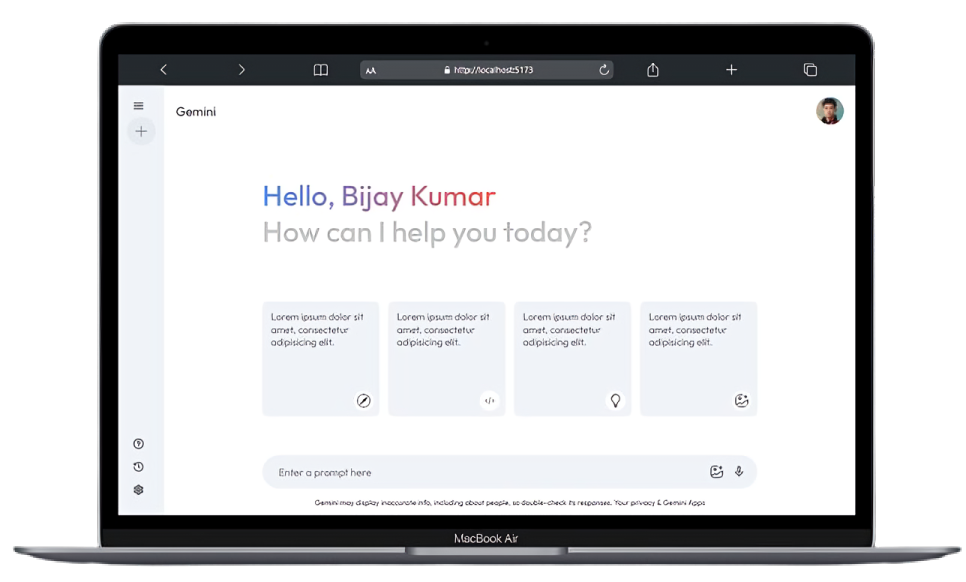 http://localhost:5173
Gemini
Hello, Bijay Kumar
How can I help you today?
Lorem ipsum dolor sit
amet, consectetur
adipisicing elit.
Lorem ipsum dolor sit
amet, consectetur
adipisicing elit.
Lorem ipsum dolor sit
amet, consectetur
adipisicing elit.
Lorem ipsum dolor sit
amet, consectetur
adipisicing elit.
Enter a prompt here
Gemini may display inaccurate info, including about people, so double-check its responses. Your privacy & Gemini Apps
MacBook Air